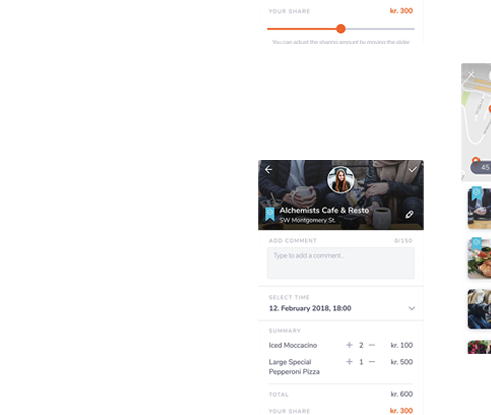 YOUR SHARE kr. 300
You can adjust the sharing amount by moving the slider
Alchemists Cafe & Resto
SW Montgomery St.
ADD COMMENT 0/150
Type to add a comment..
SELECT TIME
12. February 2018, 18:00
SUMMARY
Iced Moccacino + 2 − kr. 100
Large Special + 1 − kr. 500
Pepperoni Pizza
TOTAL kr. 600
YOUR SHARE kr. 300
45